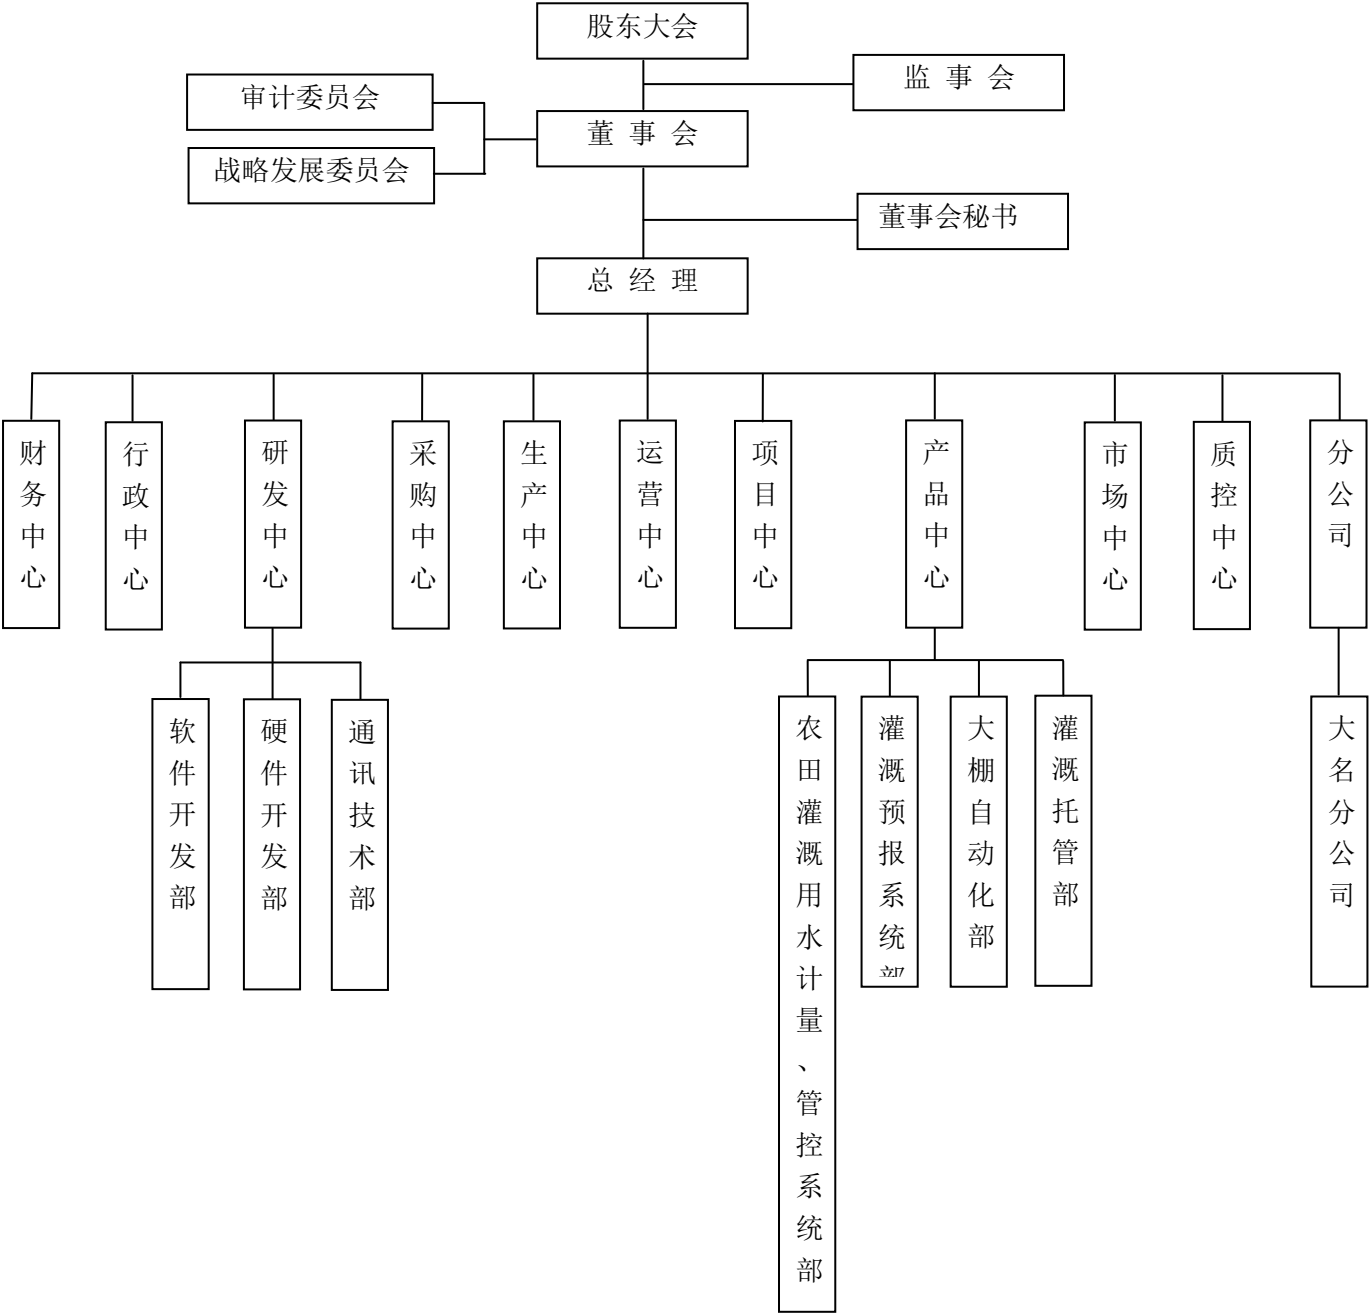 股东大会
监 事 会
审计委员会
董 事 会
战略发展委员会
董事会秘书
总 经 理
财务中心
行政中心
研发中心
采购中心
生产中心
运营中心
项目中心
产品中心
市场中心
质控中心
分公司
软件开发部
硬件开发部
通讯技术部
农田灌溉用水计量、管控系统部
灌溉预报系统部
大棚自动化部
灌溉托管部
大名分公司